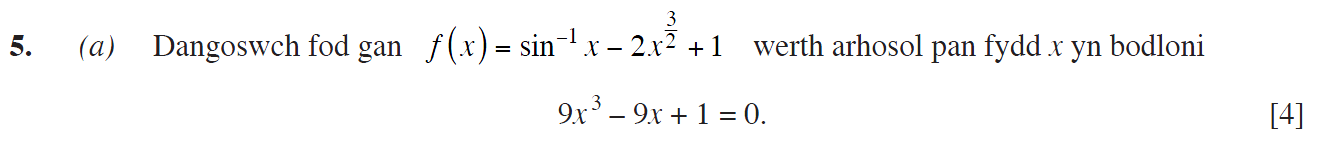 5. (a) Dangoswch fod gan f(x) = sin⁻¹ x – 2x^(3/2) + 1 werth arhosol pan fydd x yn bodloni
9x³ – 9x + 1 = 0. [4]